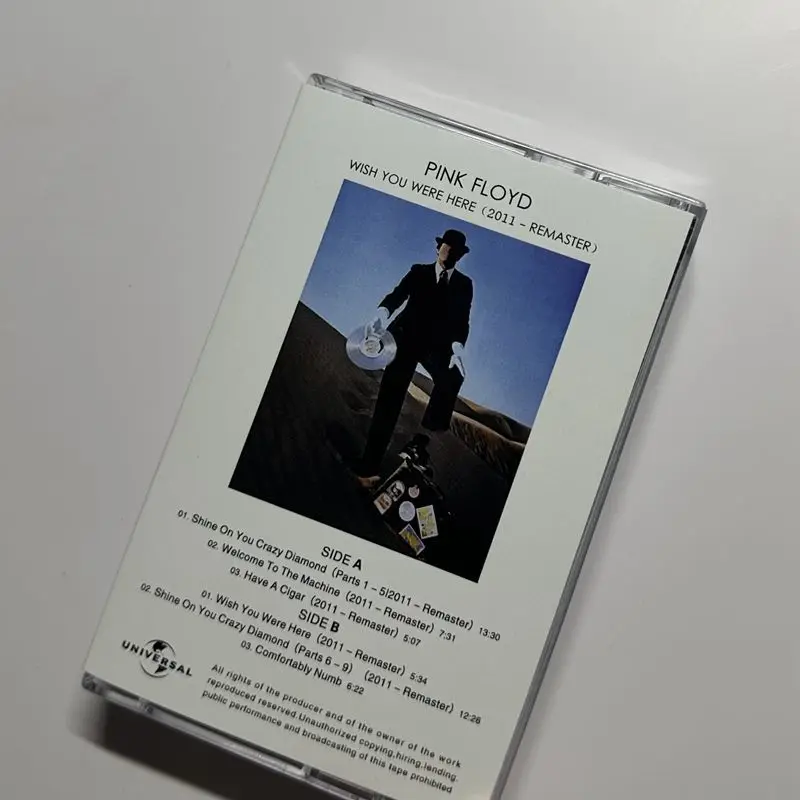 PINK FLOYD
WISH YOU WERE HERE (2011 - REMASTER)
SIDE A
01. Shine On You Crazy Diamond (Parts 1 - 5|2011 - Remaster) 13:30
02. Welcome To The Machine (2011 - Remaster) 7:31
03. Have A Cigar (2011 - Remaster) 5:07
SIDE B
01. Wish You Were Here (2011 - Remaster) 5:34
02. Shine On You Crazy Diamond (Parts 6 - 9) (2011 - Remaster) 12:26
03. Comfortably Numb 6:22
UNIVERSAL
All rights of the producer and of the owner of the work
reproduced reserved.Unauthorized copying,hiring,lending.
public performance and broadcasting of this tape prohibited